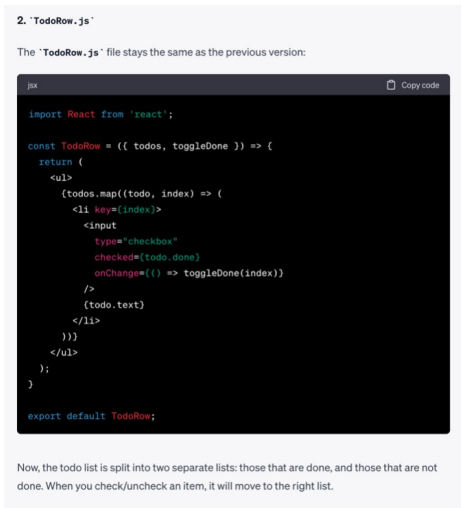 2. `TodoRow.js`
The `TodoRow.js` file stays the same as the previous version:
jsx
Copy code
import React from 'react';
const TodoRow = ({ todos, toggleDone }) => {
  return (
    <ul>
      {todos.map((todo, index) => (
        <li key={index}>
          <input
            type="checkbox"
            checked={todo.done}
            onChange={() => toggleDone(index)}
          />
          {todo.text}
        </li>
      ))}
    </ul>
  );
}
export default TodoRow;
Now, the todo list is split into two separate lists: those that are done, and those that are not
done. When you check/uncheck an item, it will move to the right list.